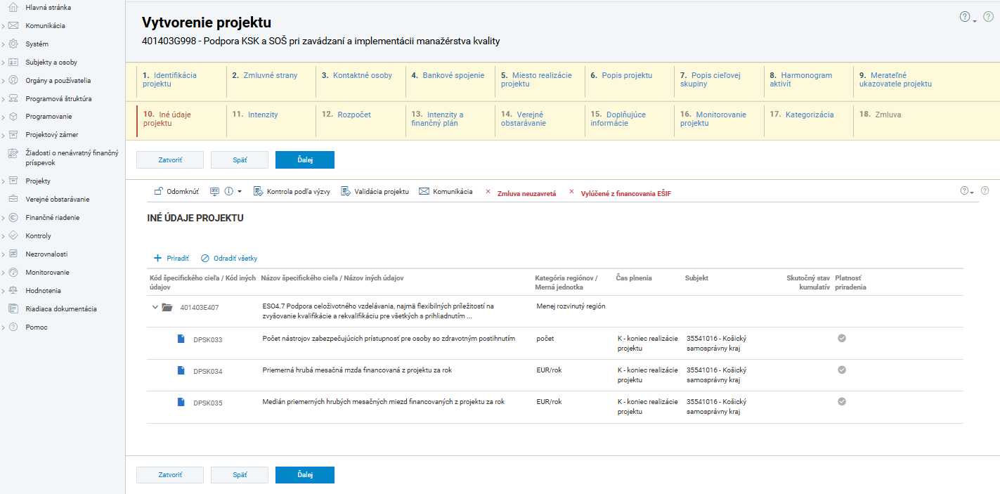 Hlavná stránka
Komunikácia
Systém
Subjekty a osoby
Orgány a používatelia
Programová štruktúra
Programovanie
Projektový zámer
Žiadosti o nenávratný finančný
príspevok
Projekty
Verejné obstarávanie
Finančné riadenie
Kontroly
Nezrovnalosti
Monitorovanie
Hodnotenia
Riadiaca dokumentácia
Pomoc
Vytvorenie projektu
401403G998 - Podpora KSK a SOŠ pri zavádzaní a implementácii manažérstva kvality
1. Identifikácia
projektu
2. Zmluvné strany
3. Kontaktné osoby
4. Bankové spojenie
5. Miesto realizácie
projektu
6. Popis projektu
7. Popis cieľovej
skupiny
8. Harmonogram
aktivít
9. Merateľné
ukazovatele projektu
10. Iné údaje
projektu
11. Intenzity
12. Rozpočet
13. Intenzity a
finančný plán
14. Verejné
obstarávanie
15. Doplňujúce
informácie
16. Monitorovanie
projektu
17. Kategorizácia
18. Zmluva
Zatvoriť
Späť
Ďalej
Odomknúť
Kontrola podľa výzvy
Validácia projektu
Komunikácia
× Zmluva neuzavretá
× Vylúčené z financovania EŠIF
INÉ ÚDAJE PROJEKTU
Priradiť
Odradiť všetky
Kód špecifického cieľa / Kód iných
údajov
Názov špecifického cieľa / Názov iných údajov
Kategória regiónov /
Merná jednotka
Čas plnenia
Subjekt
Skutočný stav
kumulatív
Platnosť
priradenia
401403E407
ESO4.7 Podpora celoživotného vzdelávania, najmä flexibilných príležitostí na
zvyšovanie kvalifikácie a rekvalifikáciu pre všetkých s prihliadnutím ...
Menej rozvinutý región
DPSK033
Počet nástrojov zabezpečujúcich prístupnosť pre osoby so zdravotným postihnutím
počet
K - koniec realizácie
projektu
35541016 - Košický
samosprávny kraj
DPSK034
Priemerná hrubá mesačná mzda financovaná z projektu za rok
EUR/rok
K - koniec realizácie
projektu
35541016 - Košický
samosprávny kraj
DPSK035
Medián priemerných hrubých mesačných miezd financovaných z projektu za rok
EUR/rok
K - koniec realizácie
projektu
35541016 - Košický
samosprávny kraj
Zatvoriť
Späť
Ďalej